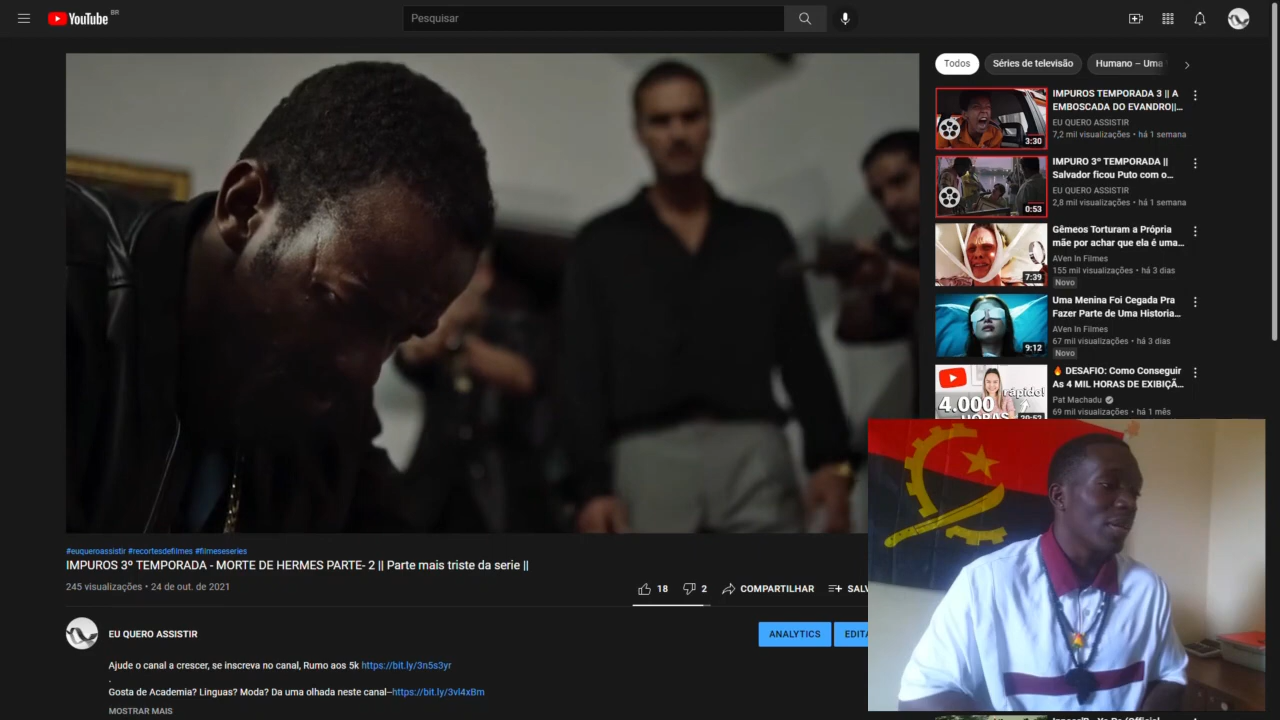 YouTube BR
Pesquisar
Todos
Séries de televisão
Humano – Uma
IMPUROS TEMPORADA 3 || A
EMBOSCADA DO EVANDRO||...
EU QUERO ASSISTIR
7,2 mil visualizações • há 1 semana
3:30
IMPURO 3º TEMPORADA ||
Salvador ficou Puto com o...
EU QUERO ASSISTIR
2,8 mil visualizações • há 1 semana
0:53
Gêmeos Torturam a Própria
mãe por achar que ela é uma...
AVen In Filmes
155 mil visualizações • há 3 dias
Novo
7:39
Uma Menina Foi Cegada Pra
Fazer Parte de Uma Historia...
AVen In Filmes
67 mil visualizações • há 3 dias
Novo
9:12
🔥 DESAFIO: Como Conseguir
As 4 MIL HORAS DE EXIBIÇÃ...
Pat Machadu
69 mil visualizações • há 1 mês
rápido!
4.000
#euqueroassistir #recortesdefilmes #filmeseseries
IMPUROS 3º TEMPORADA - MORTE DE HERMES PARTE- 2 || Parte mais triste da serie ||
245 visualizações • 24 de out. de 2021
18
2
COMPARTILHAR
SALV
EU QUERO ASSISTIR
ANALYTICS
EDITA
Ajude o canal a crescer, se inscreva no canal, Rumo aos 5k https://bit.ly/3n5s3yr
.
Gosta de Academia? Linguas? Moda? Da uma olhada neste canal--https://bit.ly/3vl4xBm
MOSTRAR MAIS